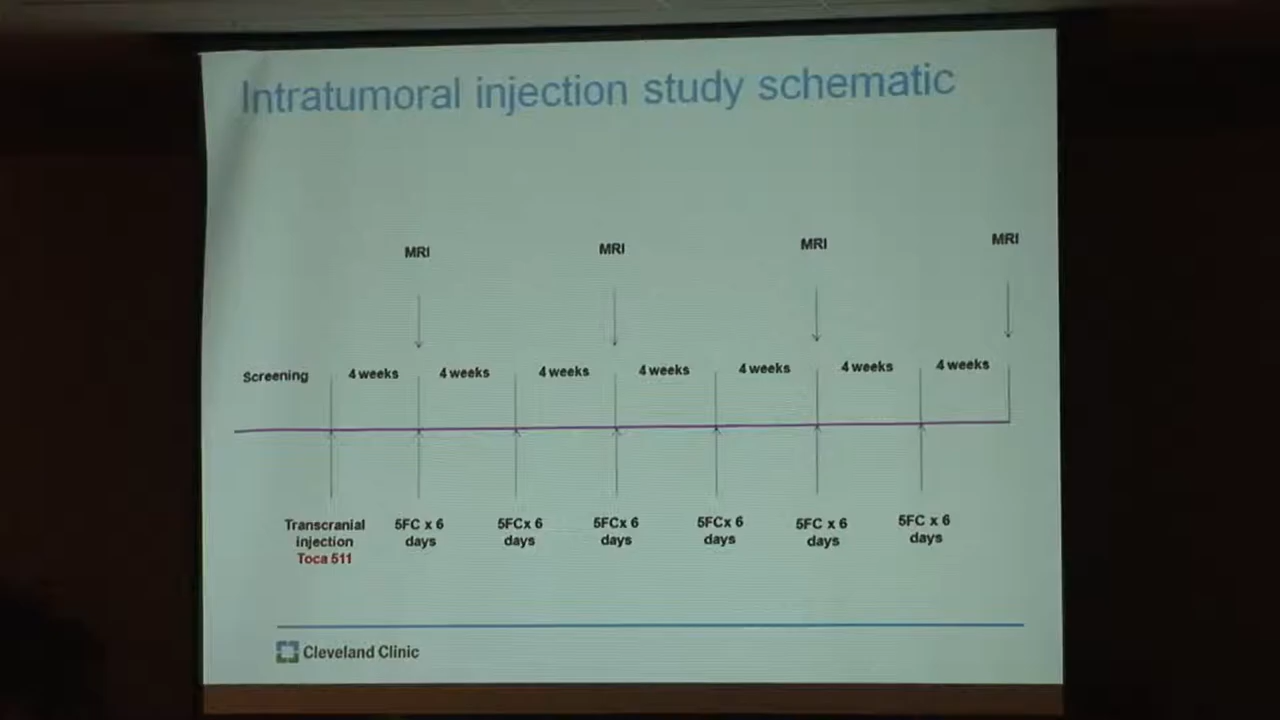 Intratumoral injection study schematic
MRI MRI MRI MRI
Screening 4 weeks 4 weeks 4 weeks 4 weeks 4 weeks 4 weeks 4 weeks
Transcranial
injection
Toca 511
5FC x 6
days
5FCx 6
days
5FCx 6
days
5FCx 6
days
5FC x 6
days
5FC x 6
days
Cleveland Clinic